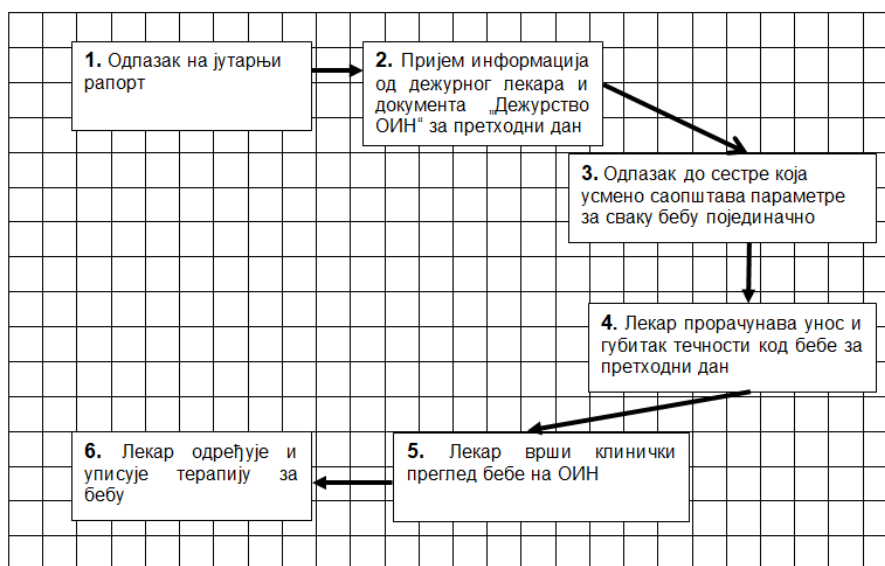 1. Одлазак на јутарњи
рапорт
2. Пријем информација
од дежурног лекара и
документа „Дежурство
ОИН“ за претходни дан
3. Одлазак до сестре која
усмено саопштава параметре
за сваку бебу појединачно
4. Лекар прорачунава унос и
губитак течности код бебе за
претходни дан
5. Лекар врши клинички
преглед бебе на ОИН
6. Лекар одређује и
уписује терапију за
бебу